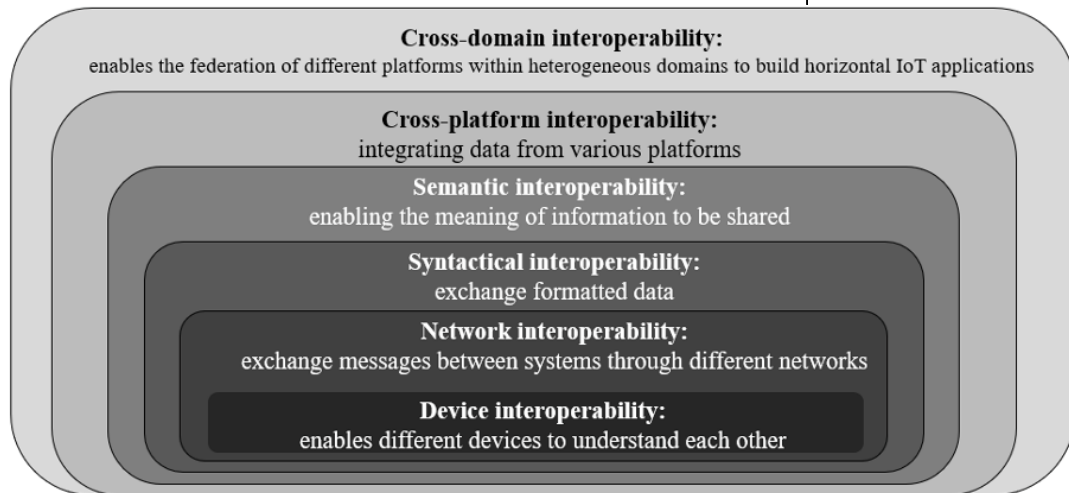 Cross-domain interoperability:
enables the federation of different platforms within heterogeneous domains to build horizontal IoT applications
Cross-platform interoperability:
integrating data from various platforms
Semantic interoperability:
enabling the meaning of information to be shared
Syntactical interoperability:
exchange formatted data
Network interoperability:
exchange messages between systems through different networks
Device interoperability:
enables different devices to understand each other